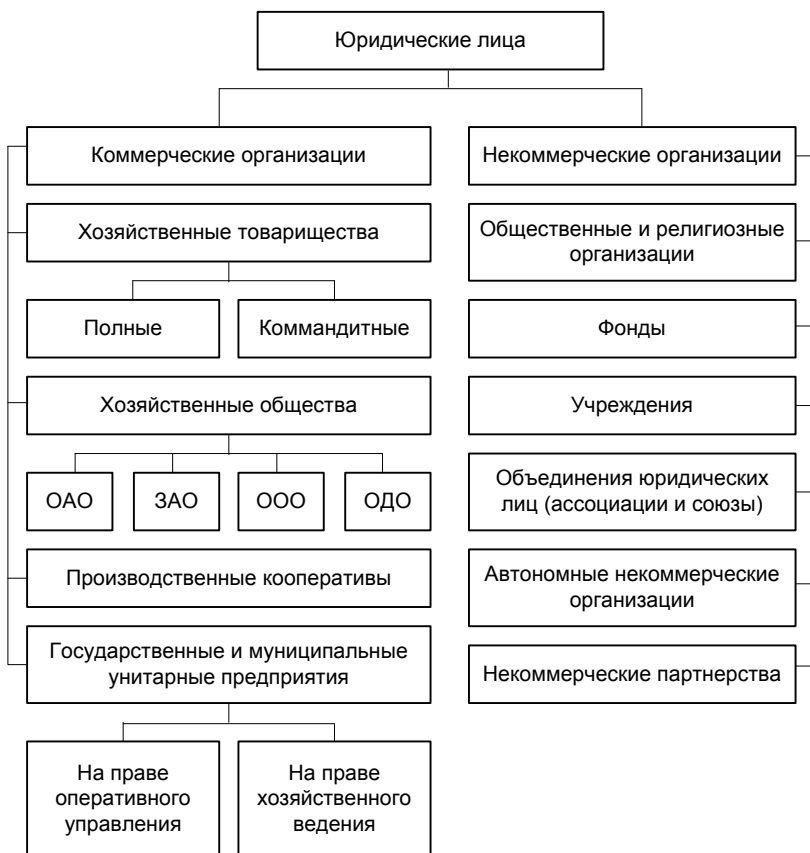 Юридические лица
Коммерческие организации
Некоммерческие организации
Хозяйственные товарищества
Общественные и религиозные
организации
Полные
Коммандитные
Фонды
Хозяйственные общества
Учреждения
ОАО
ЗАО
ООО
ОДО
Объединения юридических
лиц (ассоциации и союзы)
Производственные кооперативы
Автономные некоммерческие
организации
Государственные и муниципальные
унитарные предприятия
Некоммерческие партнерства
На праве
оперативного
управления
На праве
хозяйственного
ведения